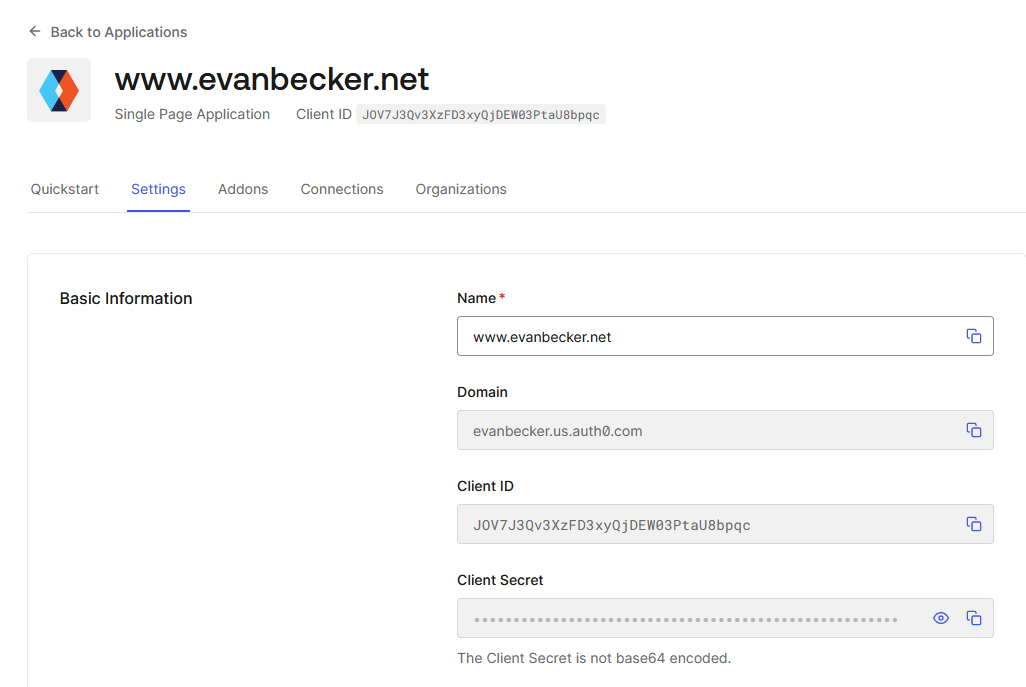 Back to Applications
www.evanbecker.net
Single Page Application Client ID JOV7J3Qv3XzFD3xyQjDEW03PtaU8bpqc
Quickstart Settings Addons Connections Organizations
Basic Information
Name *
www.evanbecker.net
Domain
evanbecker.us.auth0.com
Client ID
JOV7J3Qv3XzFD3xyQjDEW03PtaU8bpqc
Client Secret
The Client Secret is not base64 encoded.